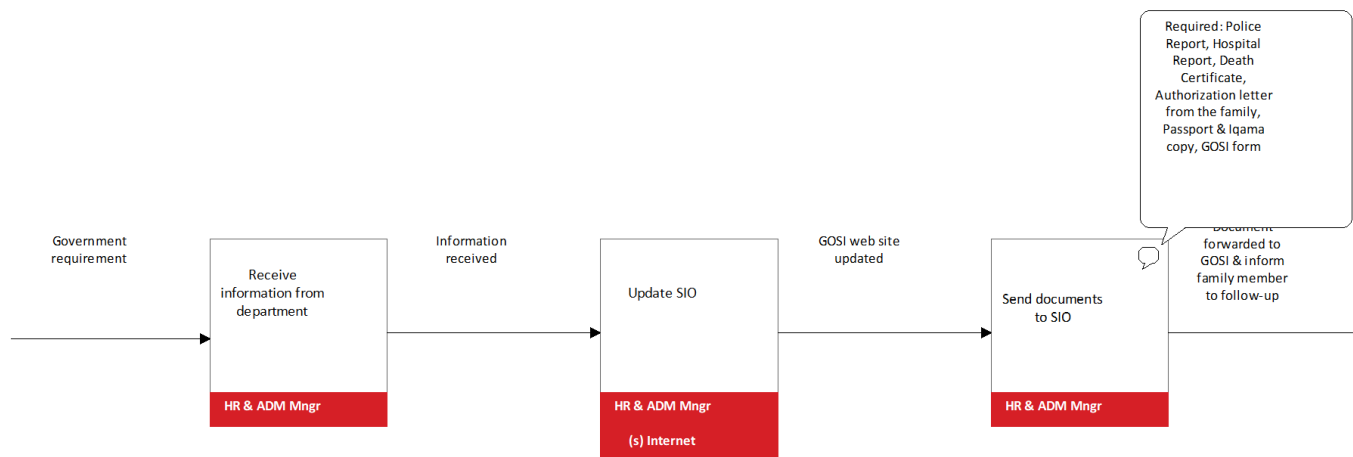 Required: Police
Report, Hospital
Report, Death
Certificate,
Authorization letter
from the family,
Passport & Iqama
copy, GOSI form
Government
requirement
Receive
information from
department
HR & ADM Mngr
Information
received
Update SIO
HR & ADM Mngr
(s) Internet
GOSI web site
updated
Send documents
to SIO
HR & ADM Mngr
Document
forwarded to
GOSI & inform
family member
to follow-up